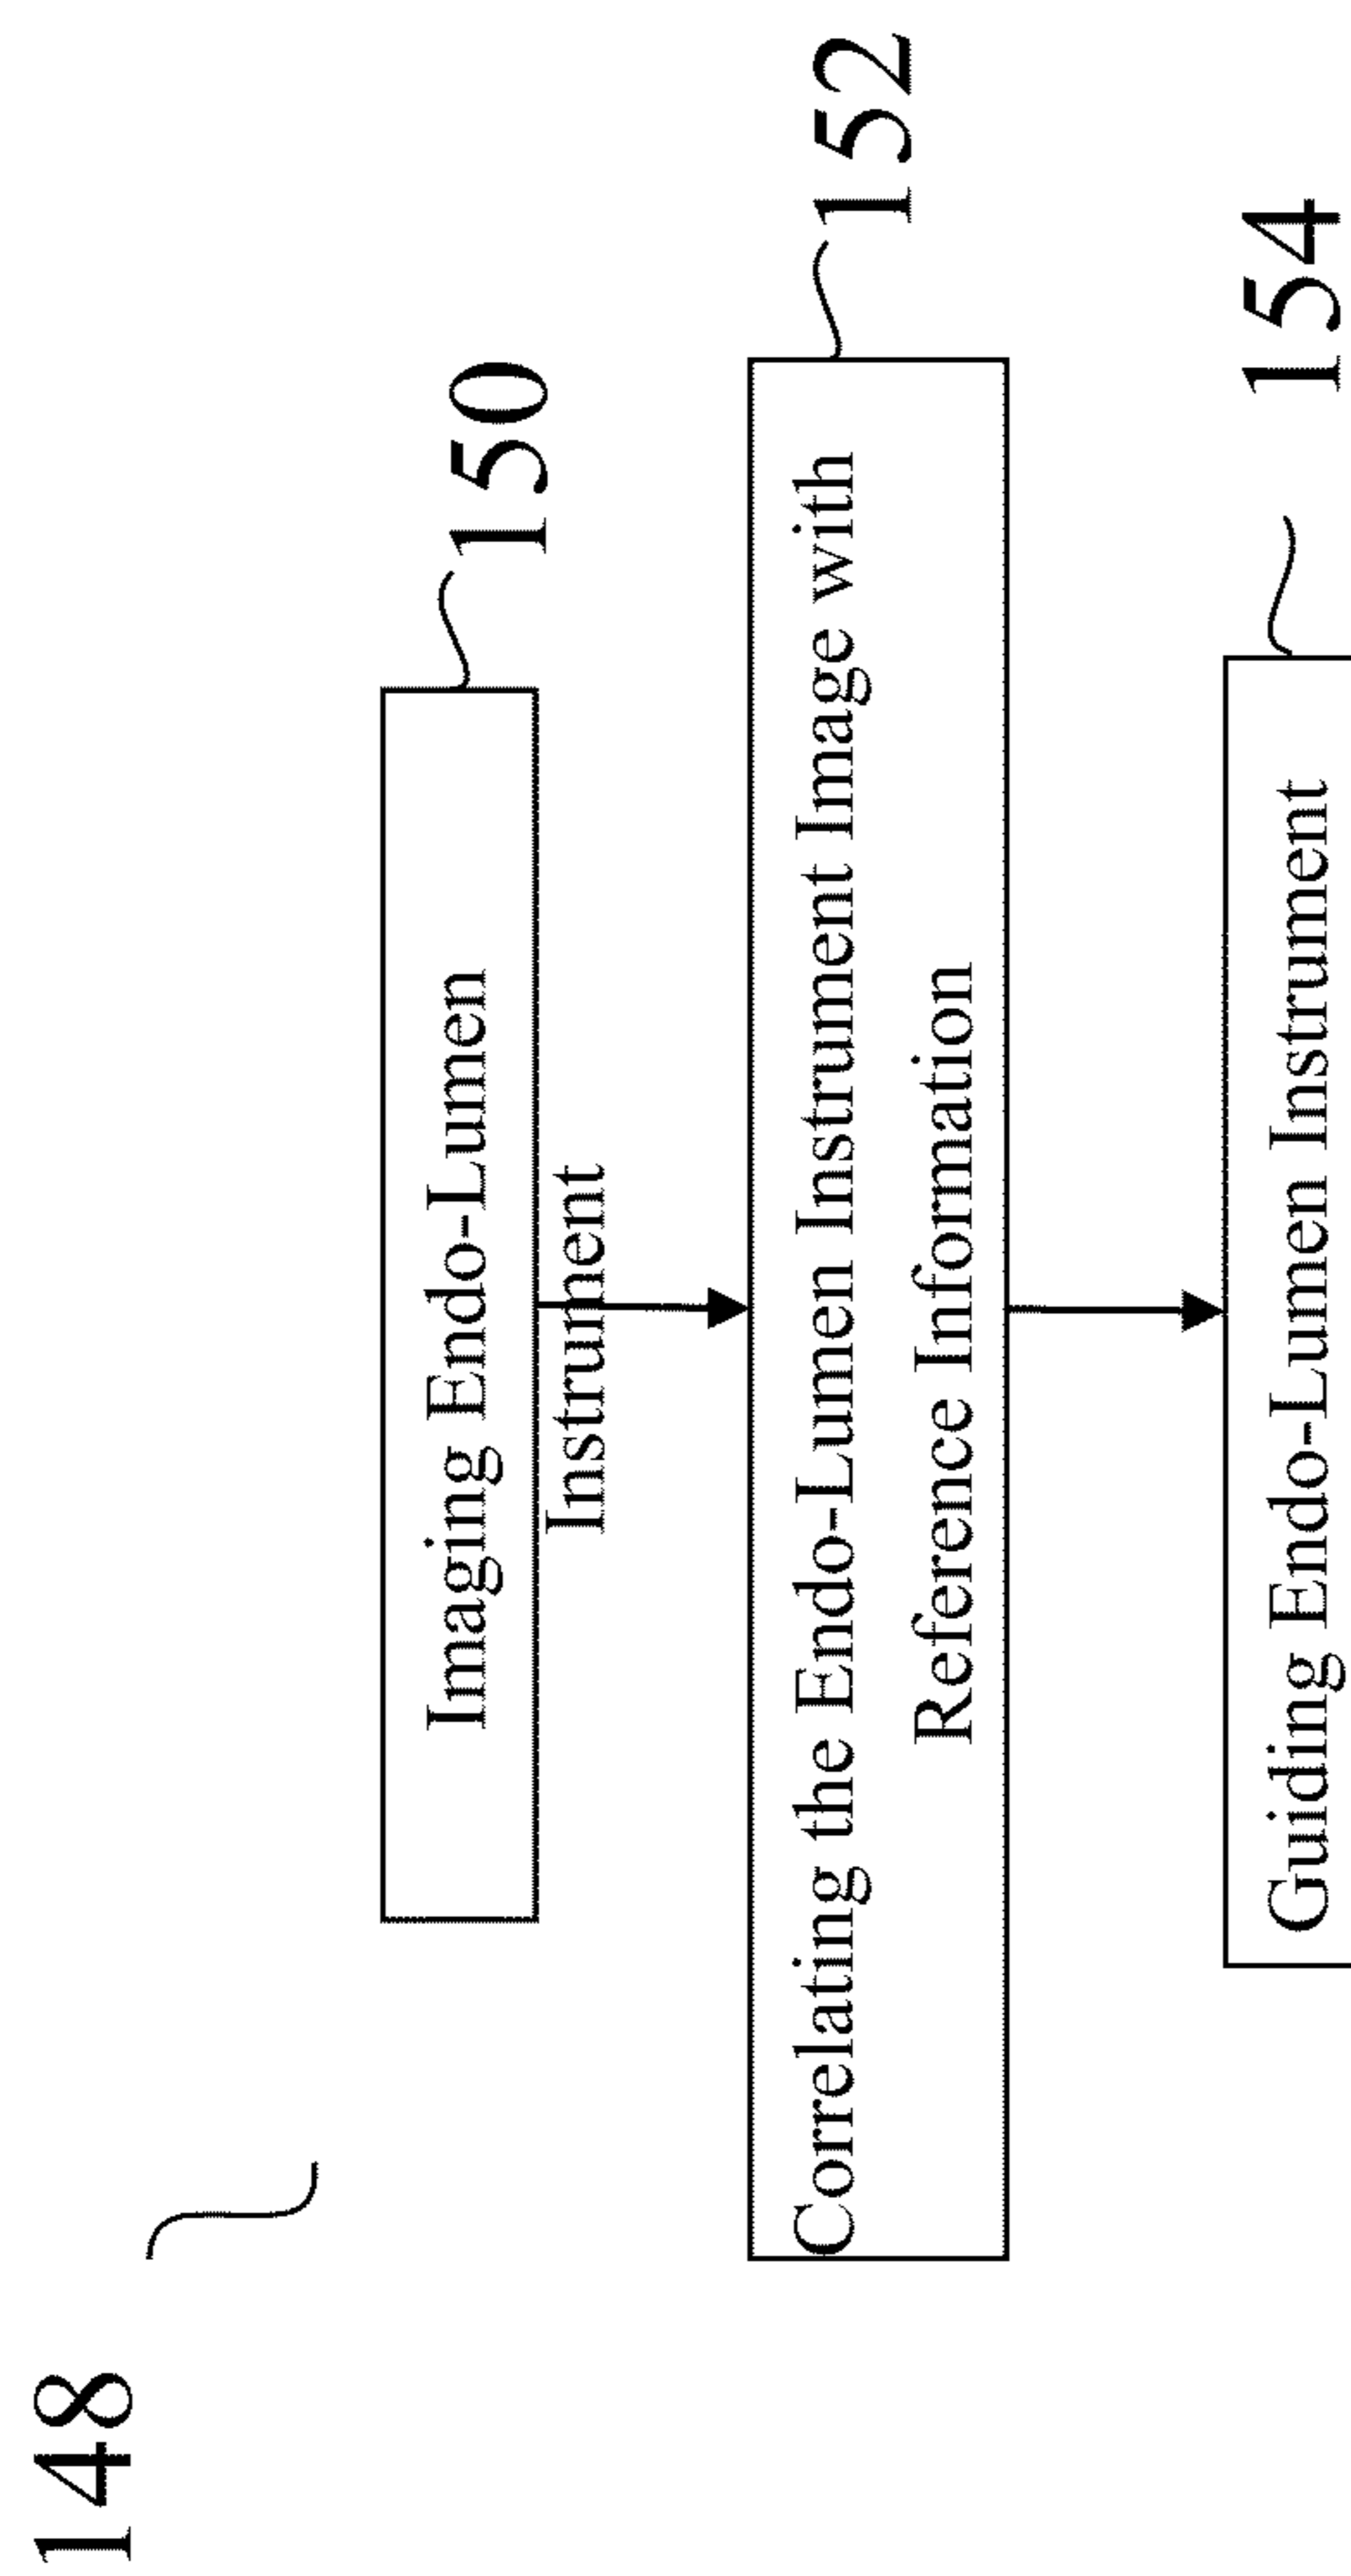 148
Imaging Endo-Lumen
Instrument
150
Correlating the Endo-Lumen Instrument Image with
Reference Information
152
Guiding Endo-Lumen Instrument
154